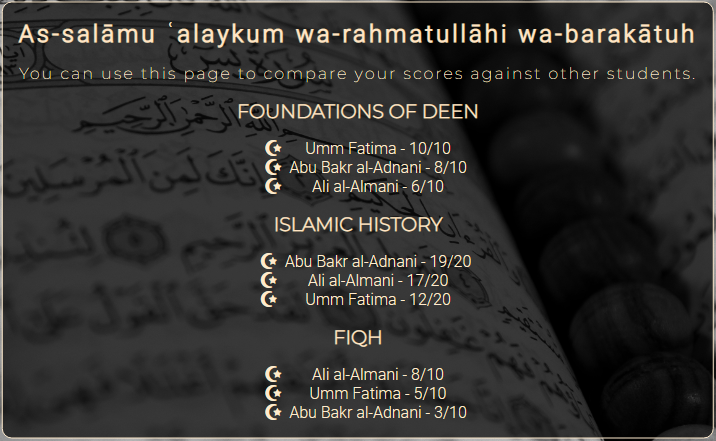 As-salāmu ʿalaykum wa-rahmatullāhi wa-barakātuh
You can use this page to compare your scores against other students.
FOUNDATIONS OF DEEN
Umm Fatima - 10/10
Abu Bakr al-Adnani - 8/10
Ali al-Almani - 6/10
ISLAMIC HISTORY
Abu Bakr al-Adnani - 19/20
Ali al-Almani - 17/20
Umm Fatima - 12/20
FIQH
Ali al-Almani - 8/10
Umm Fatima - 5/10
Abu Bakr al-Adnani - 3/10